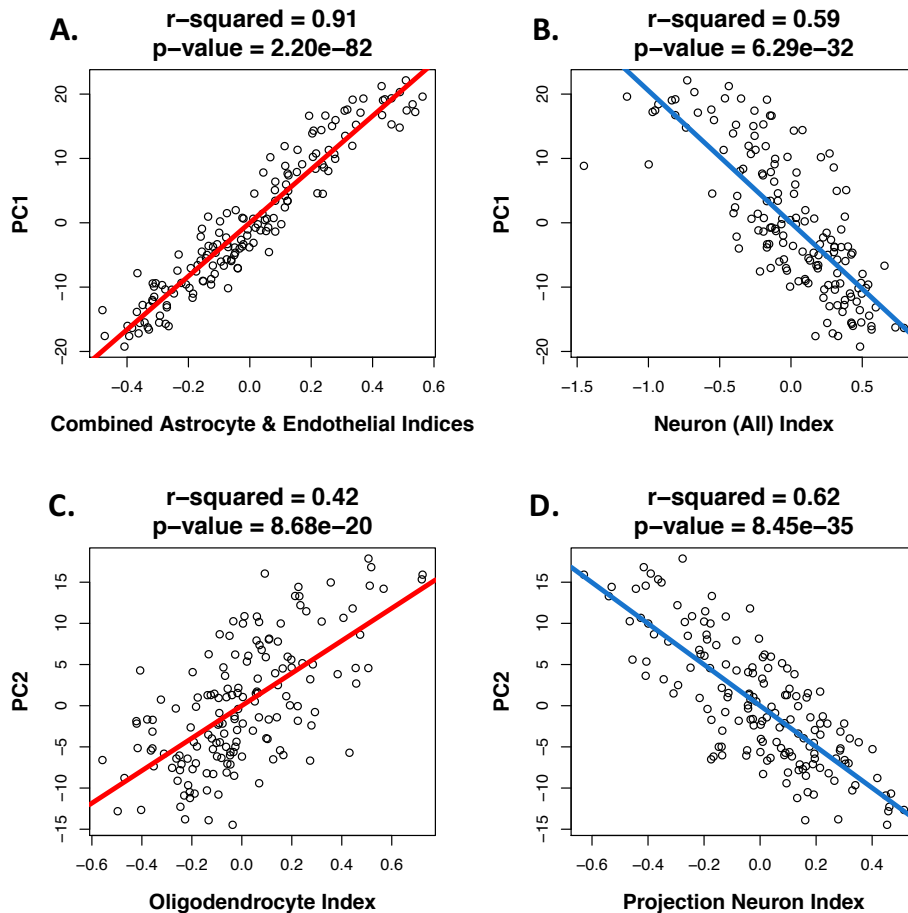 A.
r−squared = 0.91
p−value = 2.20e−82
PC1
20
10
0
−10
−20
−0.4
−0.2
0.0
0.2
0.4
0.6
Combined Astrocyte & Endothelial Indices
B.
r−squared = 0.59
p−value = 6.29e−32
PC1
20
10
0
−10
−20
−1.5
−1.0
−0.5
0.0
0.5
Neuron (All) Index
C.
r−squared = 0.42
p−value = 8.68e−20
PC2
15
10
5
0
−5
−10
−15
−0.6
−0.4
−0.2
0.0
0.2
0.4
0.6
Oligodendrocyte Index
D.
r−squared = 0.62
p−value = 8.45e−35
PC2
15
10
5
0
−5
−10
−15
−0.6
−0.4
−0.2
0.0
0.2
0.4
Projection Neuron Index